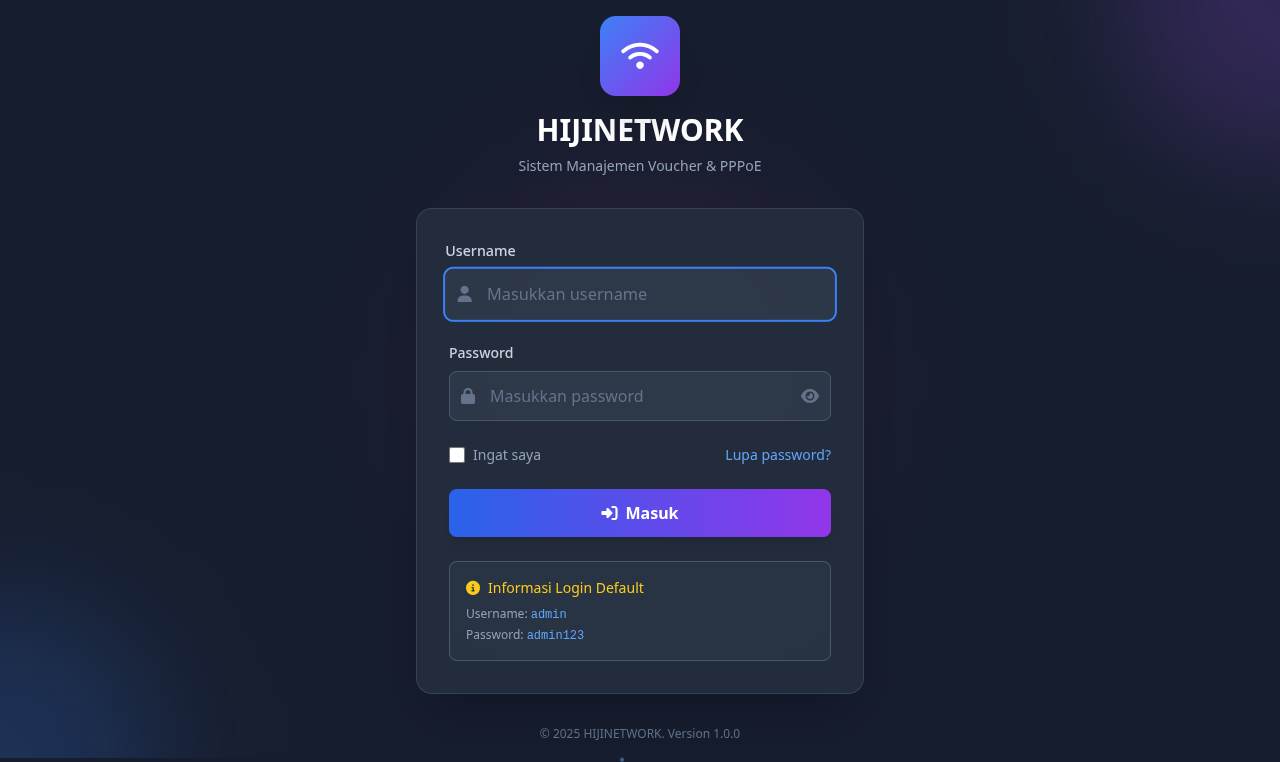 HIJINETWORK
Sistem Manajemen Voucher & PPPoE
Username
Masukkan username
Password
Masukkan password
Ingat saya
Lupa password?
Masuk
Informasi Login Default
Username: admin
Password: admin123
© 2025 HIJINETWORK. Version 1.0.0